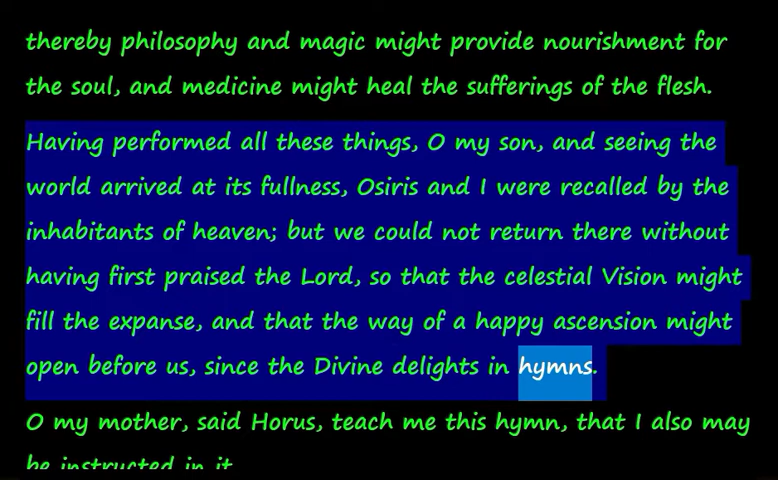 thereby philosophy and magic might provide nourishment for
the soul, and medicine might heal the sufferings of the flesh.
Having performed all these things, O my son, and seeing the
world arrived at its fullness, Osiris and I were recalled by the
inhabitants of heaven; but we could not return there without
having first praised the Lord, so that the celestial Vision might
fill the expanse, and that the way of a happy ascension might
open before us, since the Divine delights in hymns.
O my mother, said Horus, teach me this hymn, that I also may
be instructed in it